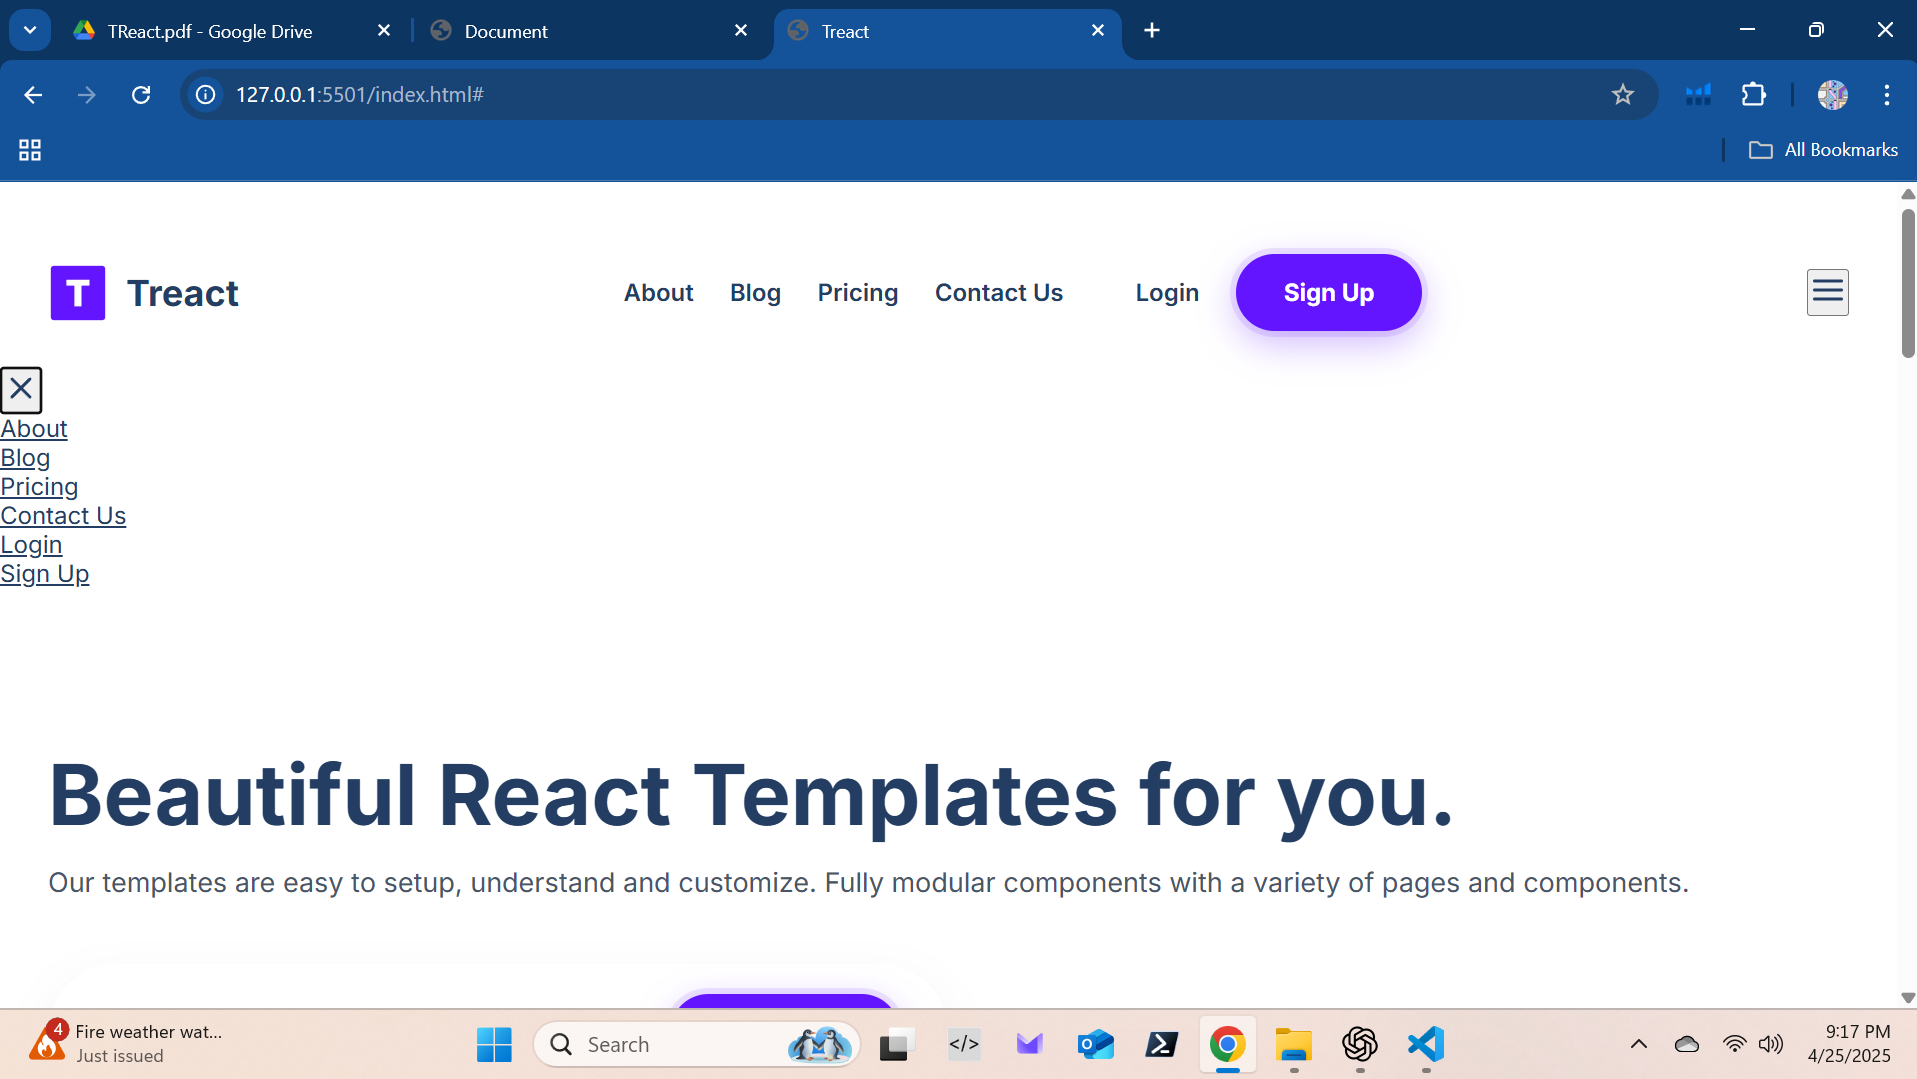 TReact.pdf - Google Drive
Document
Treact
127.0.0.1:5501/index.html#
All Bookmarks
T Treact
About Blog Pricing Contact Us Login Sign Up
About
Blog
Pricing
Contact Us
Login
Sign Up
Beautiful React Templates for you.
Our templates are easy to setup, understand and customize. Fully modular components with a variety of pages and components.
4
Fire weather wat...
Just issued
Search
9:17 PM
4/25/2025